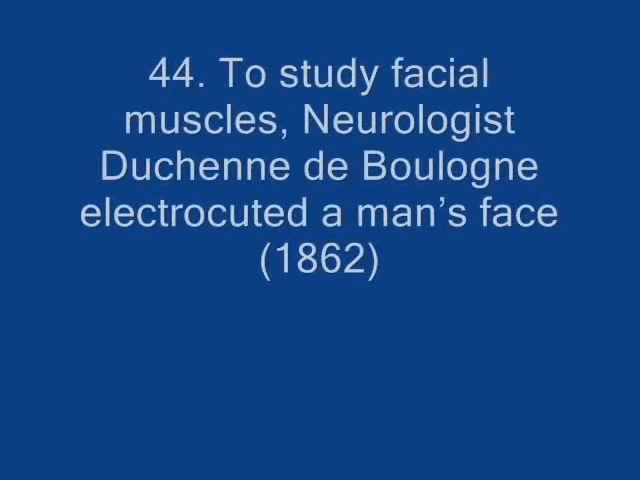 44. To study facial
muscles, Neurologist
Duchenne de Boulogne
electrocuted a man’s face
(1862)